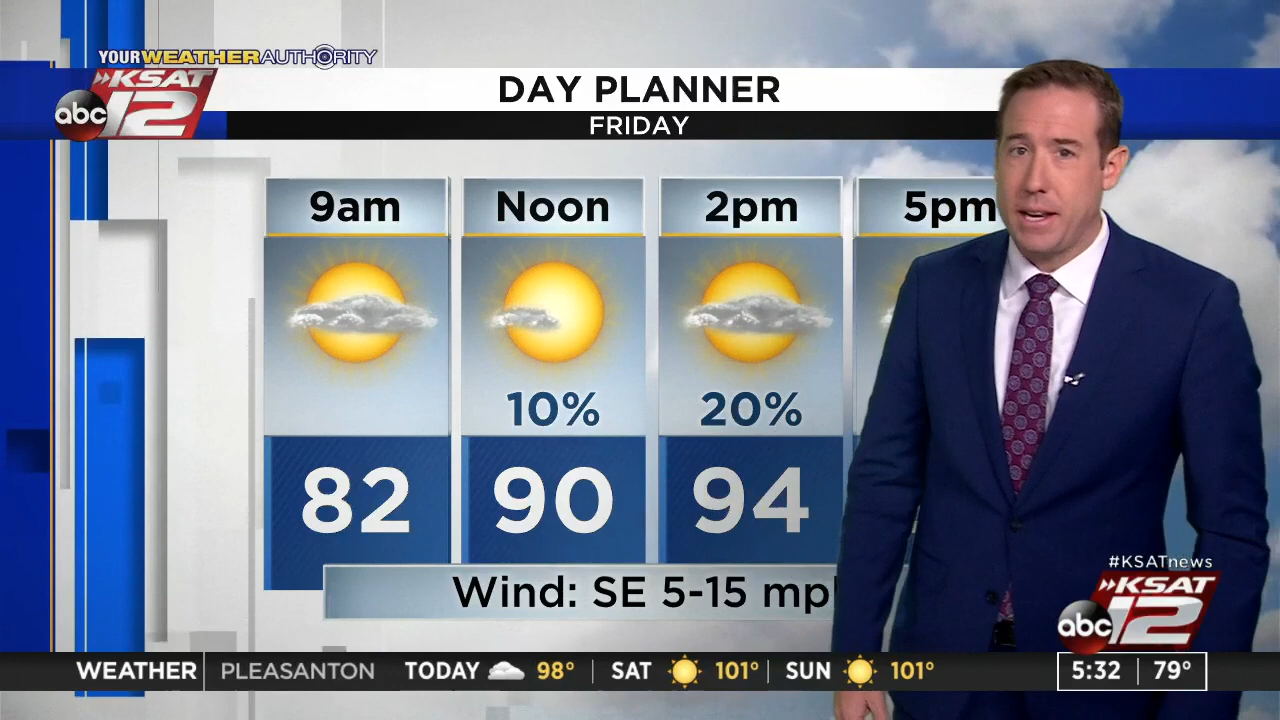 YOURWEATHERAUTHORITY
KSAT
abc 12
DAY PLANNER
FRIDAY
9am Noon 2pm 5pm
10% 20%
82 90 94
Wind: SE 5-15 mph
#KSATnews
KSAT
abc 12
WEATHER PLEASANTON TODAY 98° SAT 101° SUN 101° 5:32 79°